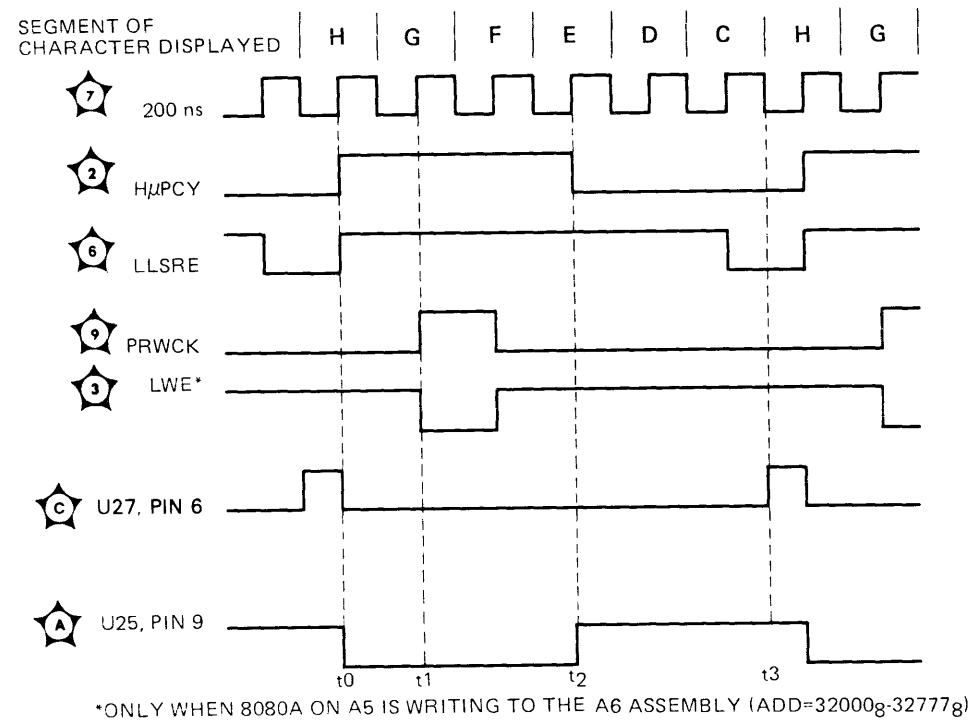 SEGMENT OF
CHARACTER DISPLAYED
H G F E D C H G
7
200 ns
2
HμPCY
6
LLSRE
9
PRWCK
3
LWE*
C
U27, PIN 6
A
U25, PIN 9
t0 t1 t2 t3
*ONLY WHEN 8080A ON A5 IS WRITING TO THE A6 ASSEMBLY (ADD=32000₈-32777₈)